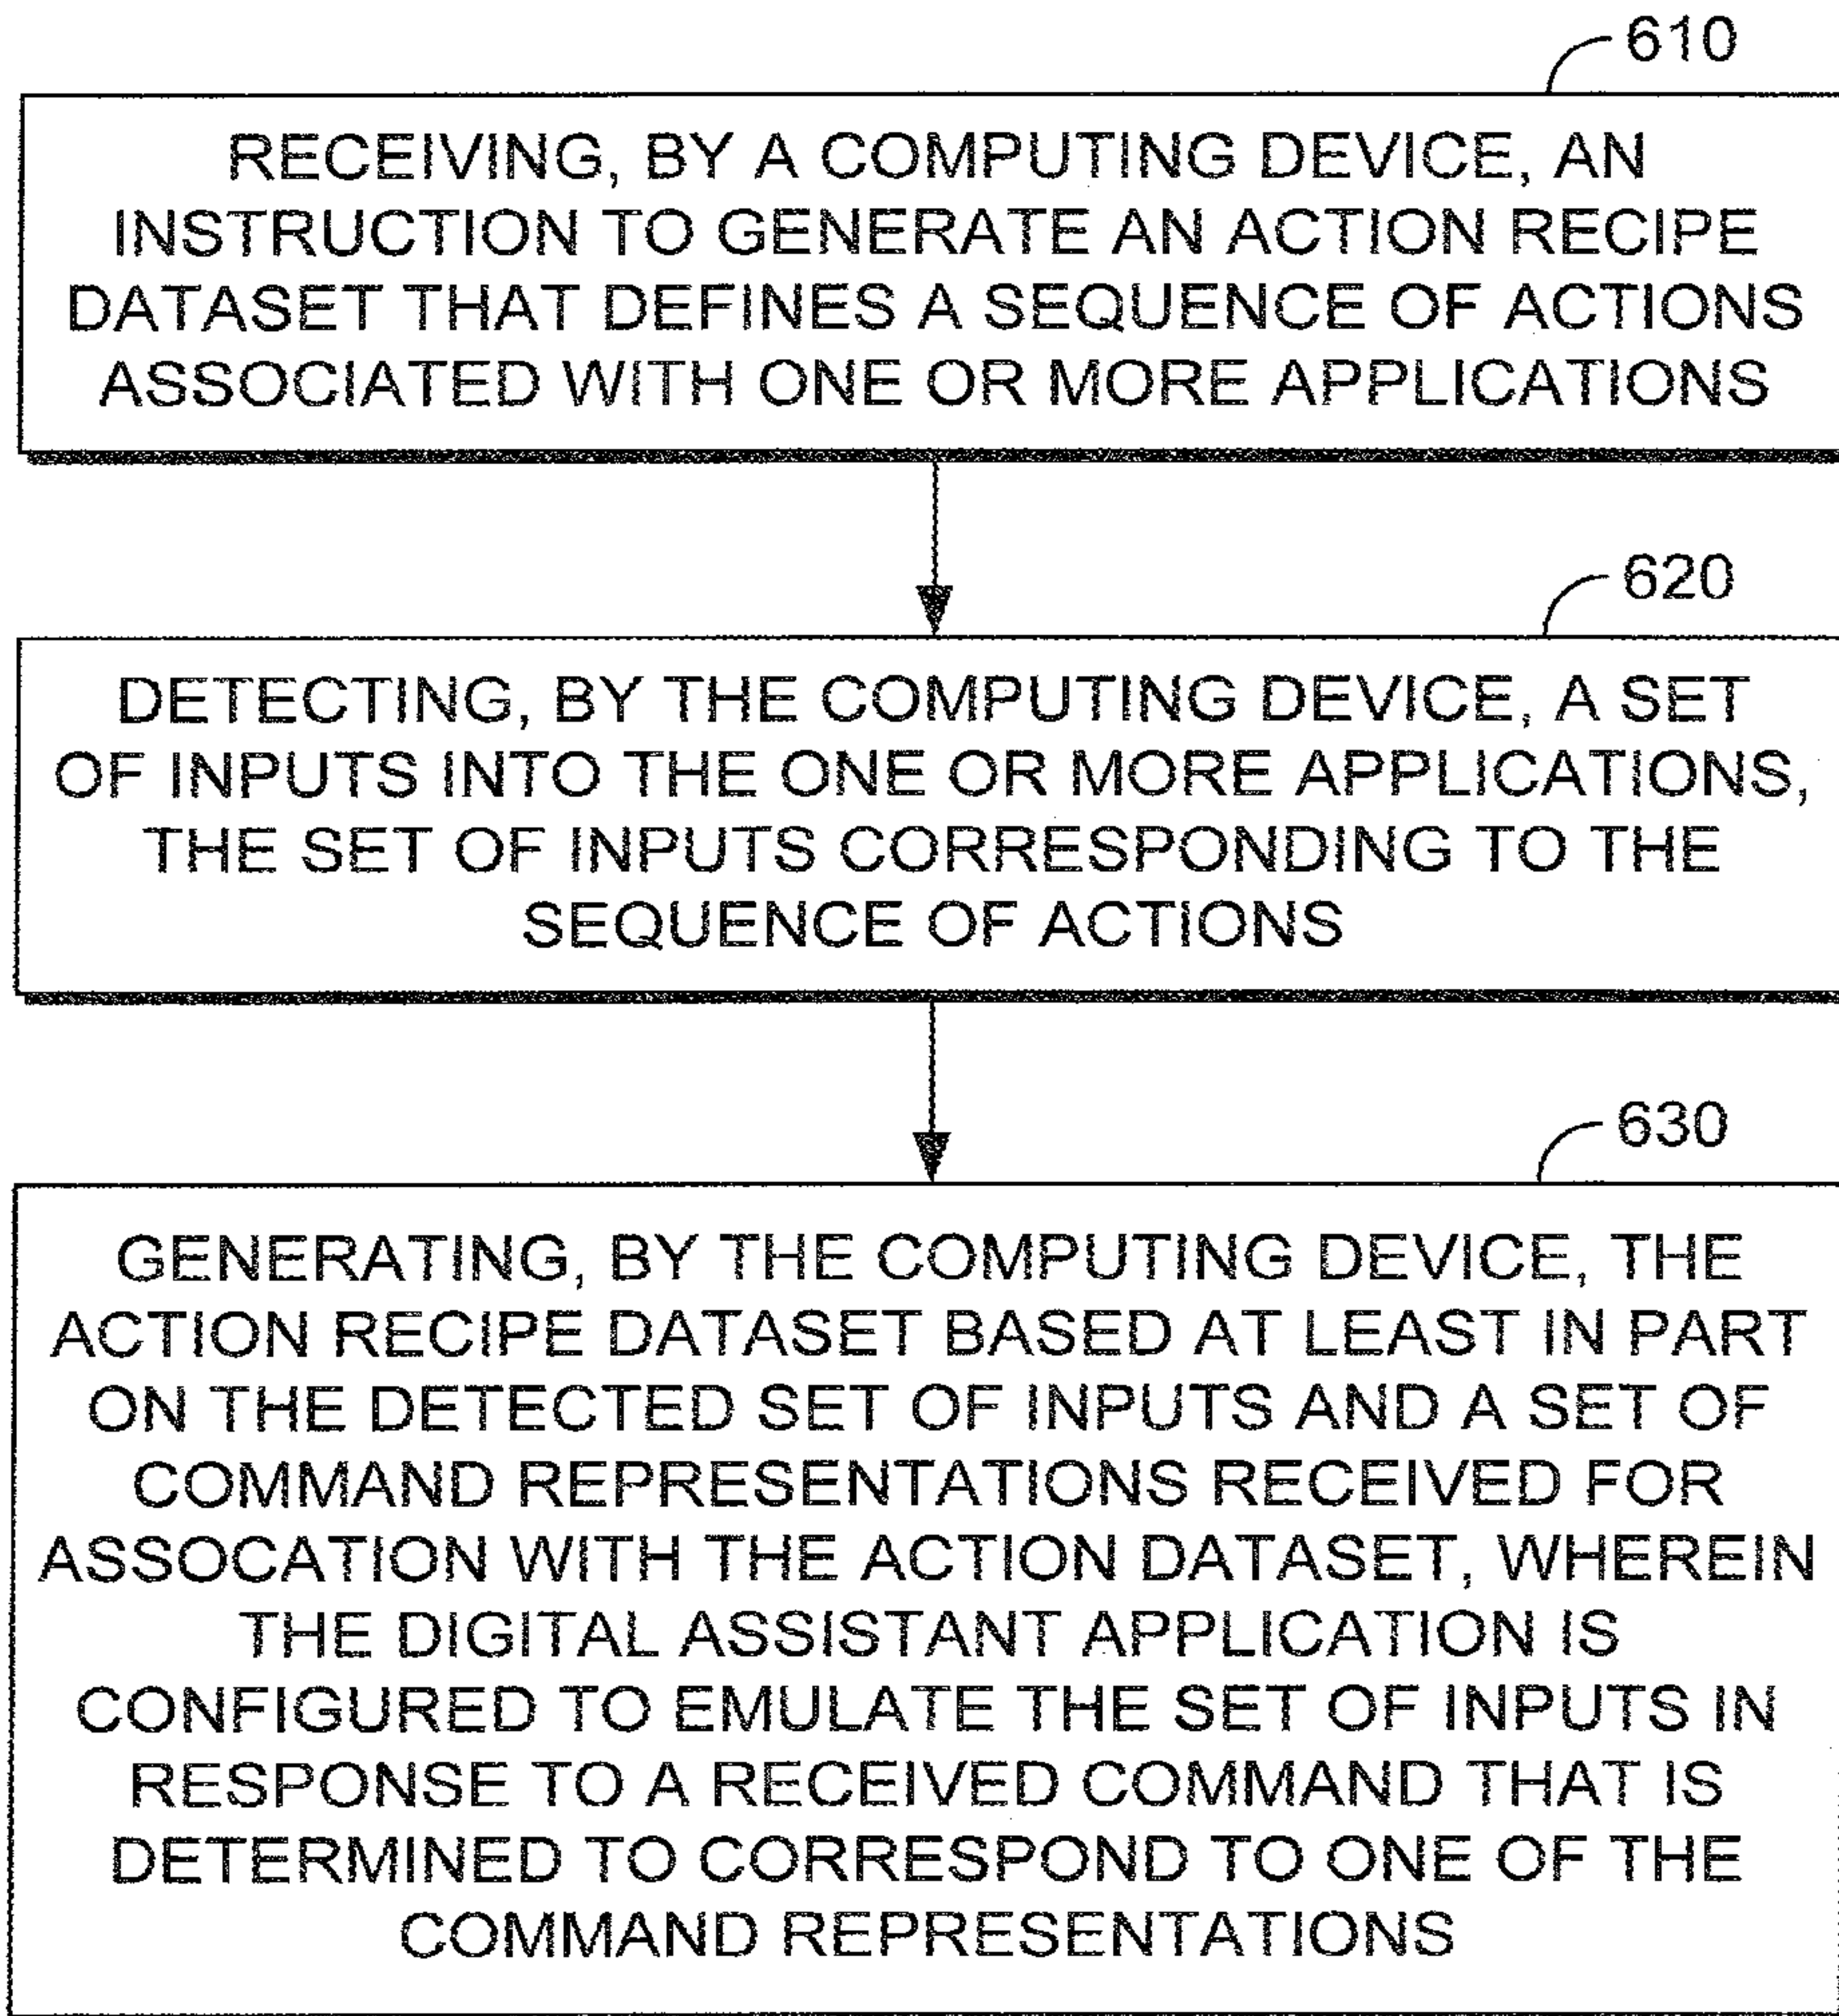 610
RECEIVING, BY A COMPUTING DEVICE, AN
INSTRUCTION TO GENERATE AN ACTION RECIPE
DATASET THAT DEFINES A SEQUENCE OF ACTIONS
ASSOCIATED WITH ONE OR MORE APPLICATIONS
620
DETECTING, BY THE COMPUTING DEVICE, A SET
OF INPUTS INTO THE ONE OR MORE APPLICATIONS,
THE SET OF INPUTS CORRESPONDING TO THE
SEQUENCE OF ACTIONS
630
GENERATING, BY THE COMPUTING DEVICE, THE
ACTION RECIPE DATASET BASED AT LEAST IN PART
ON THE DETECTED SET OF INPUTS AND A SET OF
COMMAND REPRESENTATIONS RECEIVED FOR
ASSOCATION WITH THE ACTION DATASET, WHEREIN
THE DIGITAL ASSISTANT APPLICATION IS
CONFIGURED TO EMULATE THE SET OF INPUTS IN
RESPONSE TO A RECEIVED COMMAND THAT IS
DETERMINED TO CORRESPOND TO ONE OF THE
COMMAND REPRESENTATIONS